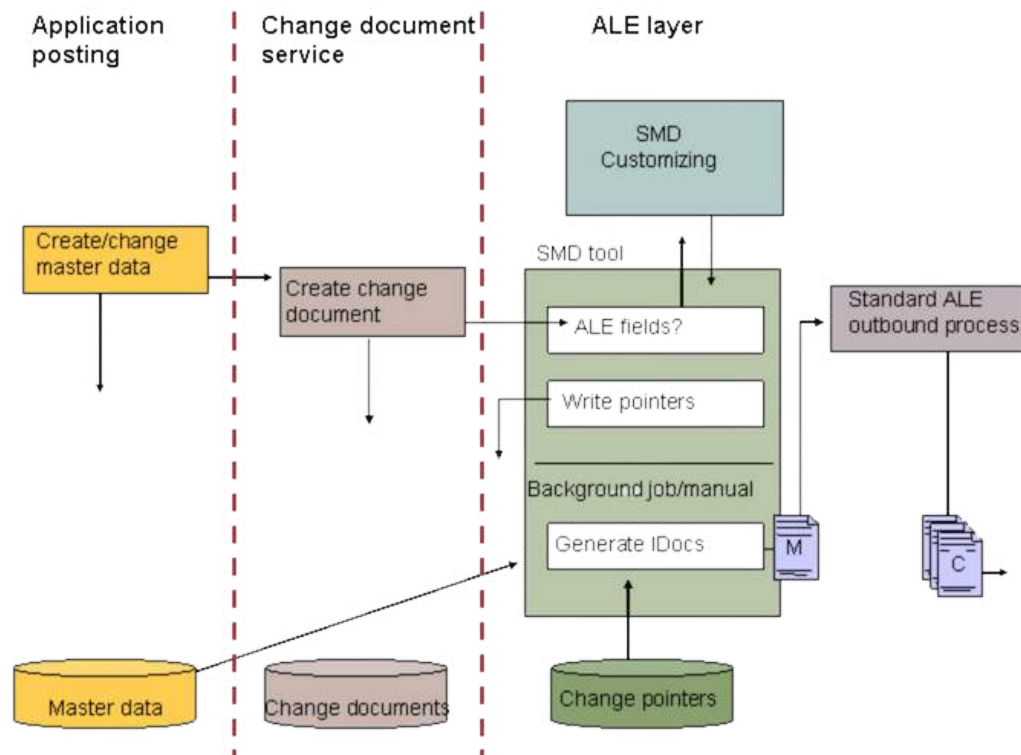 Application
posting
Change document
service
ALE layer
SMD
Customizing
Create/change
master data
SMD tool
Create change
document
ALE fields?
Standard ALE
outbound process
Write pointers
Background job/manual
Generate IDocs
M
C
Master data
Change documents
Change pointers